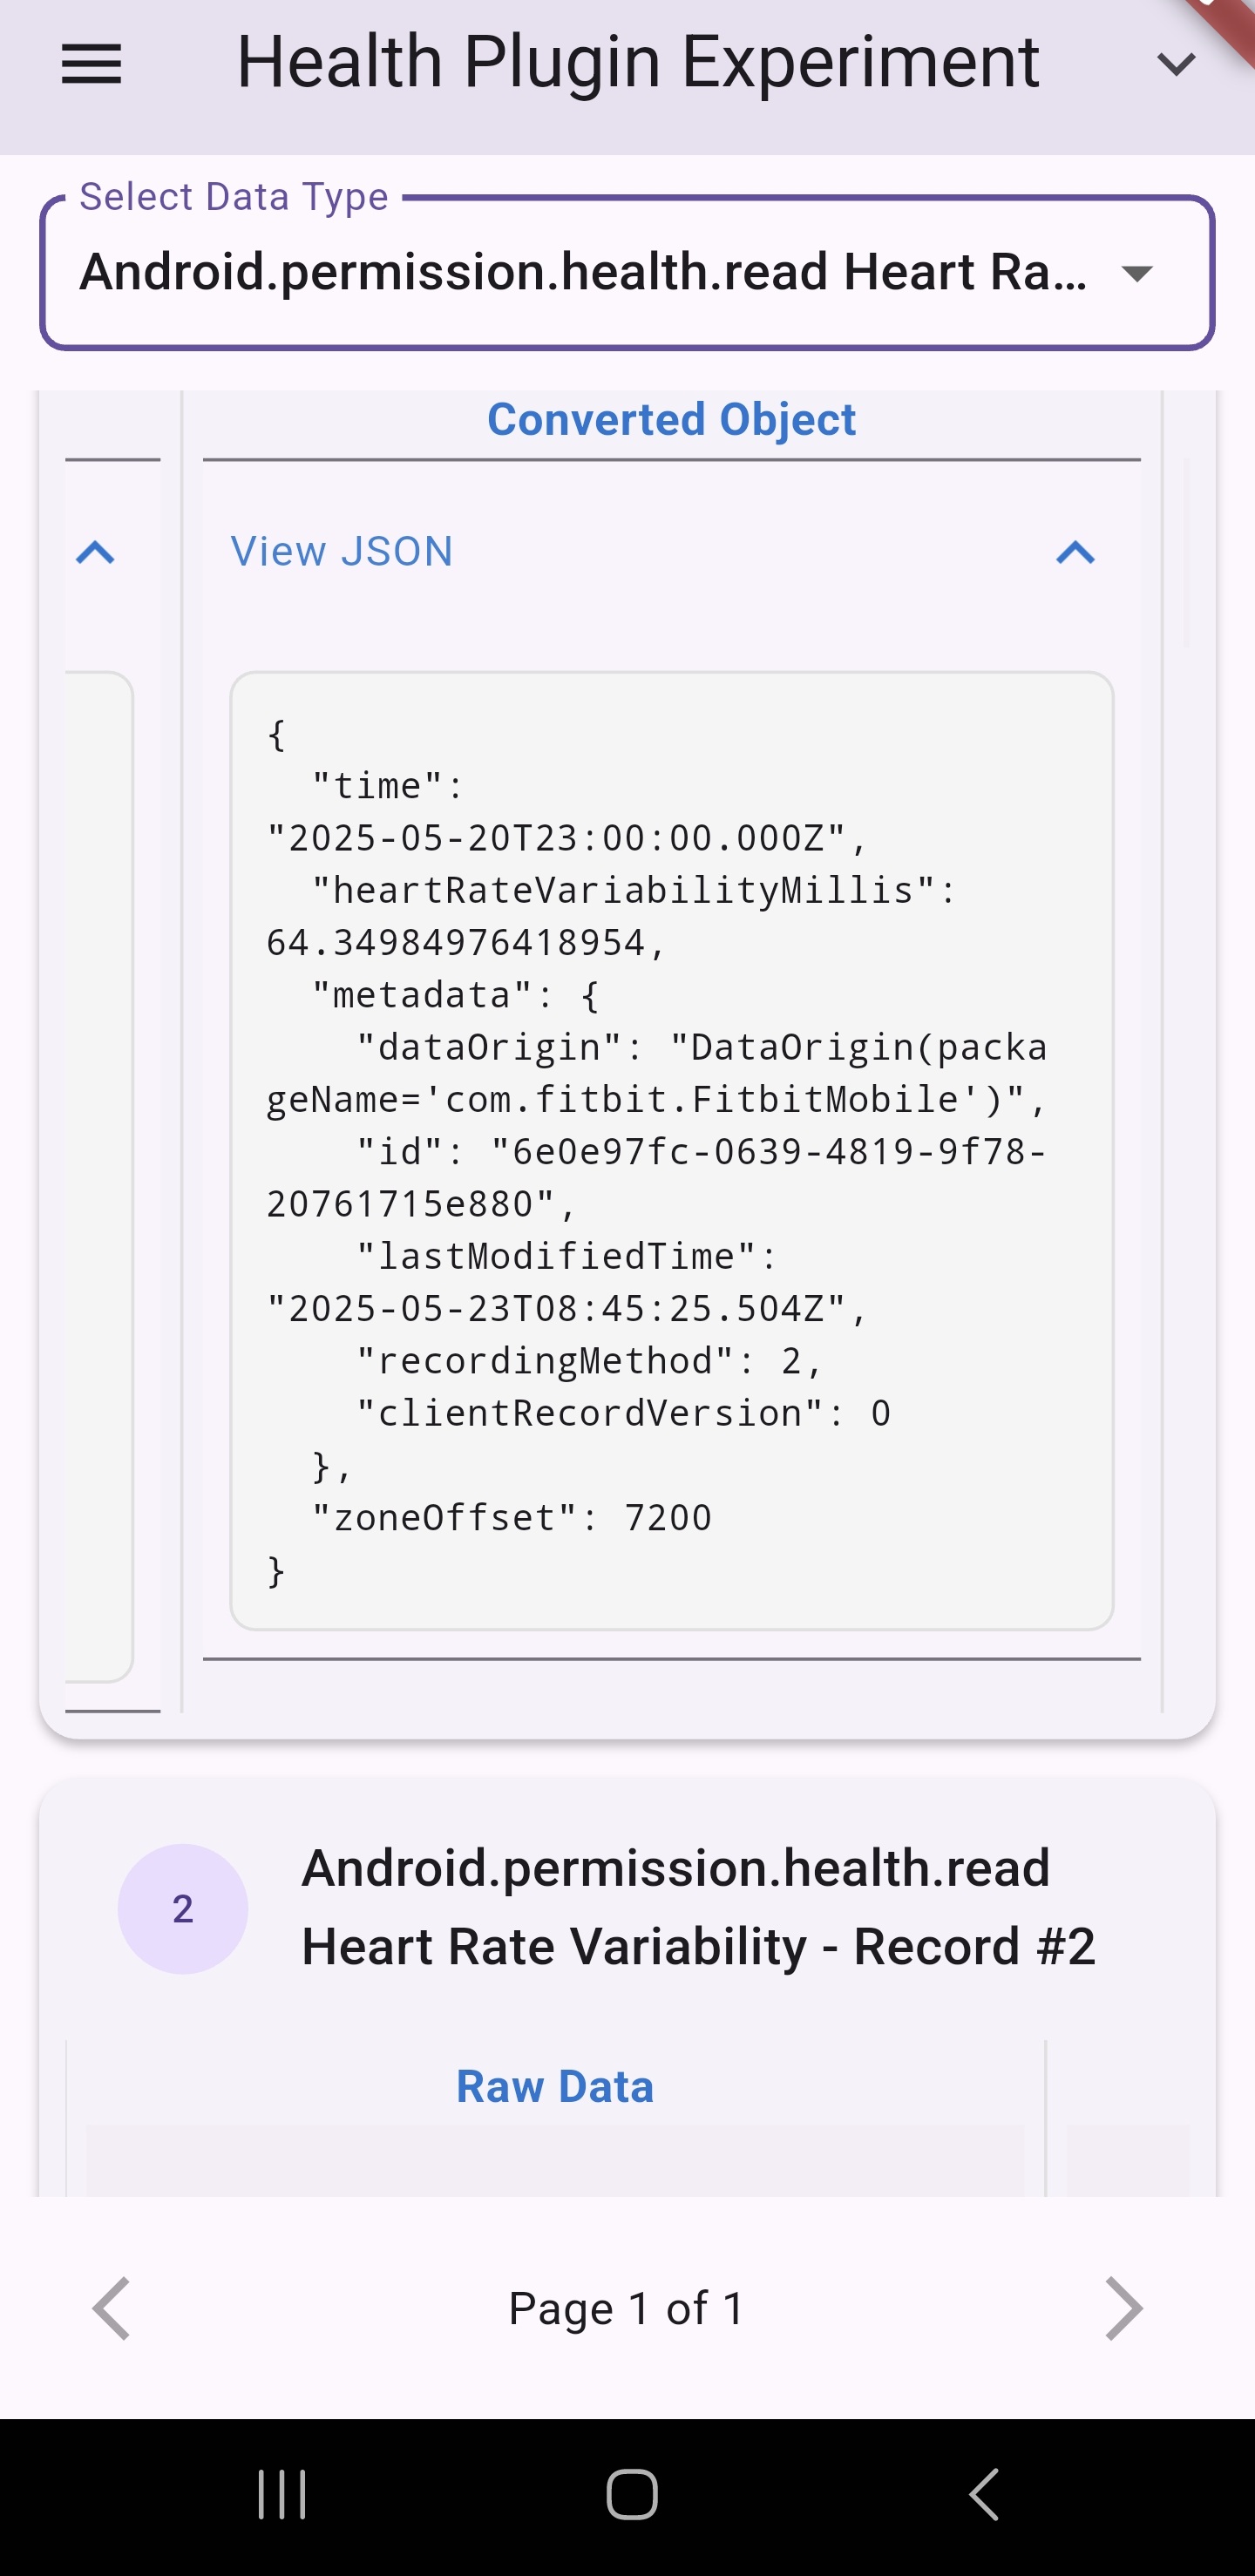 Health Plugin Experiment
Select Data Type
Android.permission.health.read Heart Ra...
Converted Object
View JSON
{
  "time":
"2025-05-20T23:00:00.000Z",
  "heartRateVariabilityMillis":
64.34984976418954,
  "metadata": {
    "dataOrigin": "DataOrigin(packa
geName='com.fitbit.FitbitMobile')",
    "id": "6e0e97fc-0639-4819-9f78-
20761715e880",
    "lastModifiedTime":
"2025-05-23T08:45:25.504Z",
    "recordingMethod": 2,
    "clientRecordVersion": 0
  },
  "zoneOffset": 7200
}
2
Android.permission.health.read
Heart Rate Variability - Record #2
Raw Data
Page 1 of 1